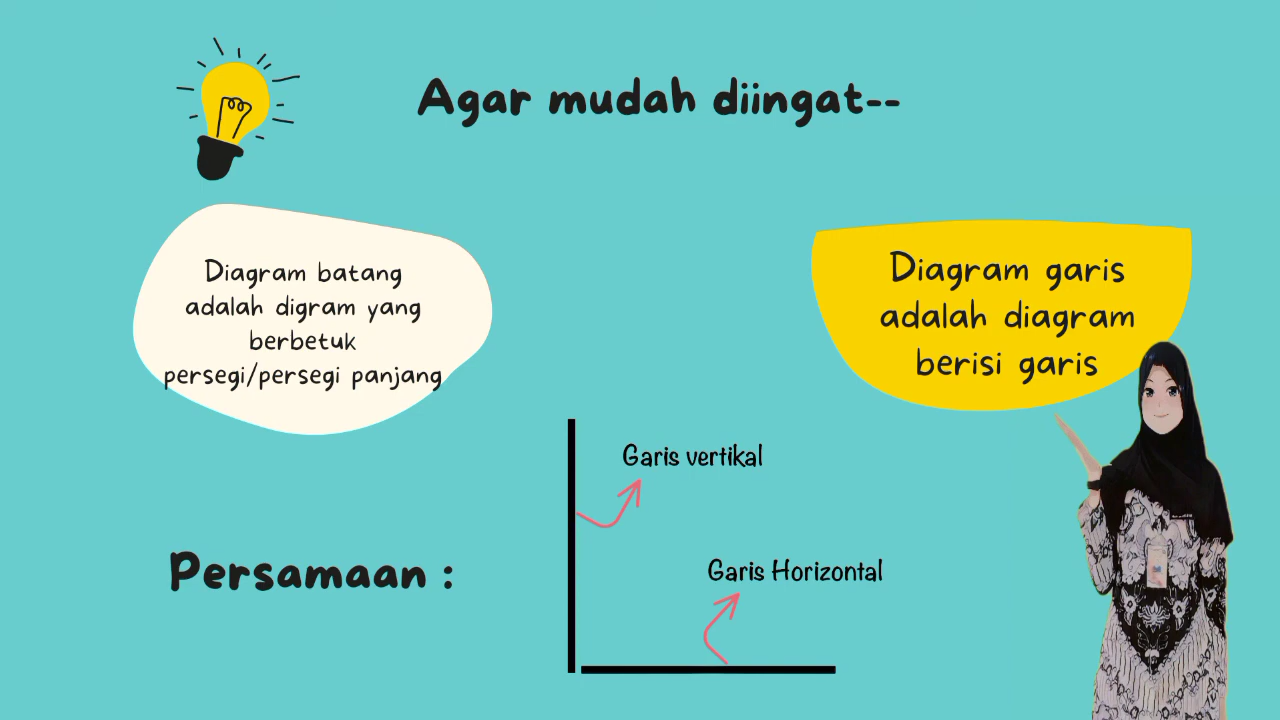 Agar mudah diingat--
Diagram batang
adalah digram yang
berbetuk
persegi/persegi panjang
Diagram garis
adalah diagram
berisi garis
Garis vertikal
Garis Horizontal
Persamaan :